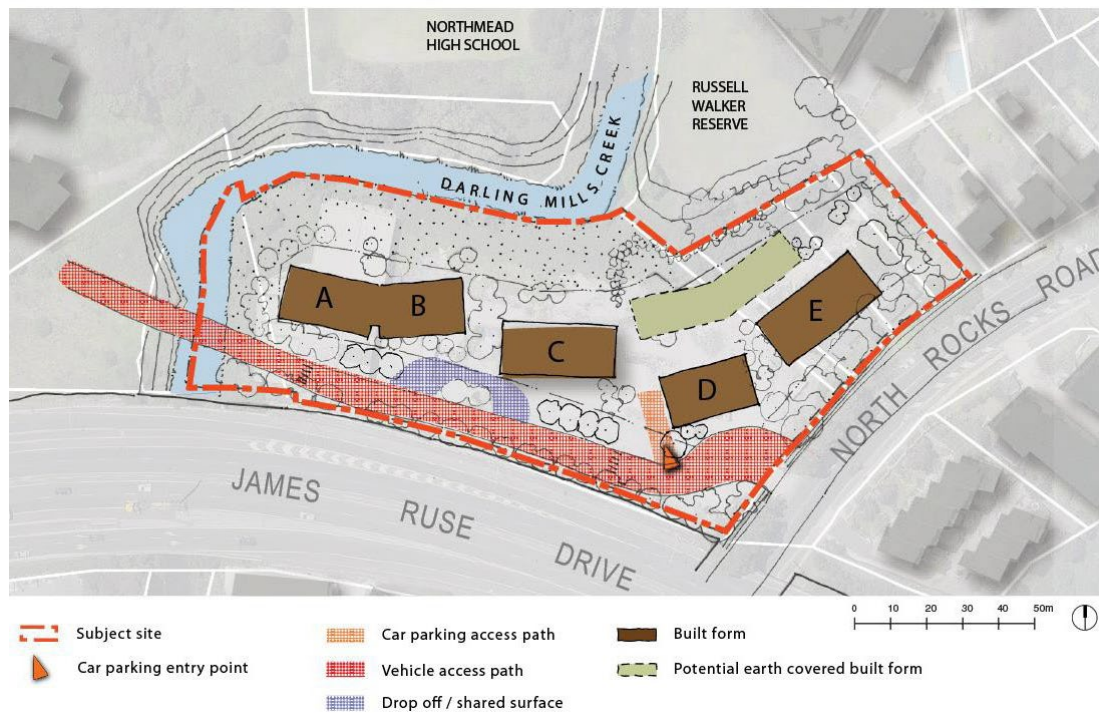 NORTHMEAD
HIGH SCHOOL
RUSSELL
WALKER
RESERVE
DARLING MILLS CREEK
A
B
C
D
E
NORTH ROCKS ROAD
JAMES RUSE DRIVE
0 10 20 30 40 50m
Subject site
Car parking entry point
Car parking access path
Vehicle access path
Drop off / shared surface
Built form
Potential earth covered built form